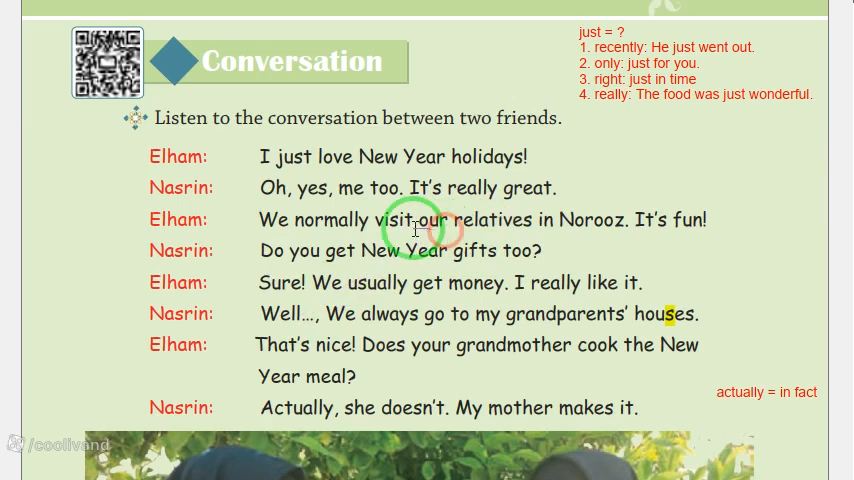 just = ?
1. recently: He just went out.
2. only: just for you.
3. right: just in time
4. really: The food was just wonderful.
Conversation
Listen to the conversation between two friends.
Elham: I just love New Year holidays!
Nasrin: Oh, yes, me too. It's really great.
Elham: We normally visit our relatives in Norooz. It's fun!
Nasrin: Do you get New Year gifts too?
Elham: Sure! We usually get money. I really like it.
Nasrin: Well…, We always go to my grandparents' houses.
Elham: That's nice! Does your grandmother cook the New
Year meal?
actually = in fact
Nasrin: Actually, she doesn't. My mother makes it.
/coolivand